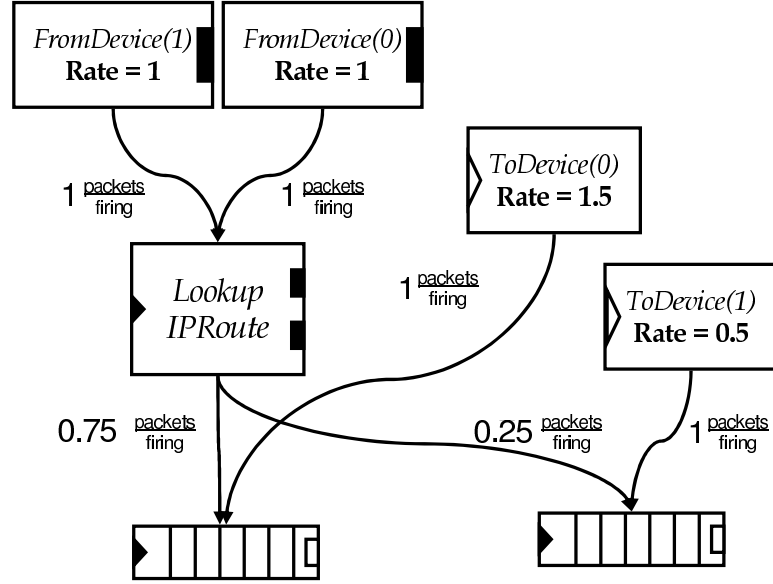 FromDevice(1)
Rate = 1
FromDevice(0)
Rate = 1
1 packets
firing
1 packets
firing
ToDevice(0)
Rate = 1.5
Lookup
IPRoute
1 packets
firing
ToDevice(1)
Rate = 0.5
0.75 packets
firing
0.25 packets
firing
1 packets
firing